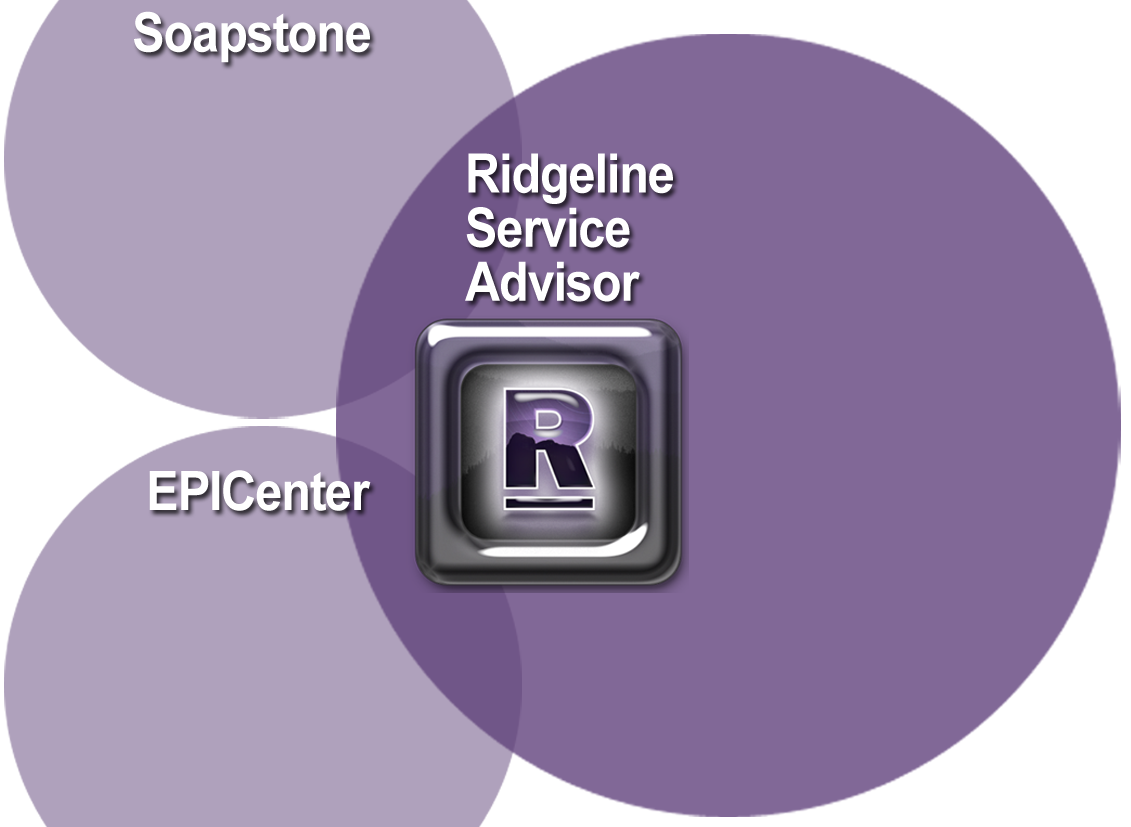 Soapstone
Ridgeline
Service
Advisor
R
EPICenter